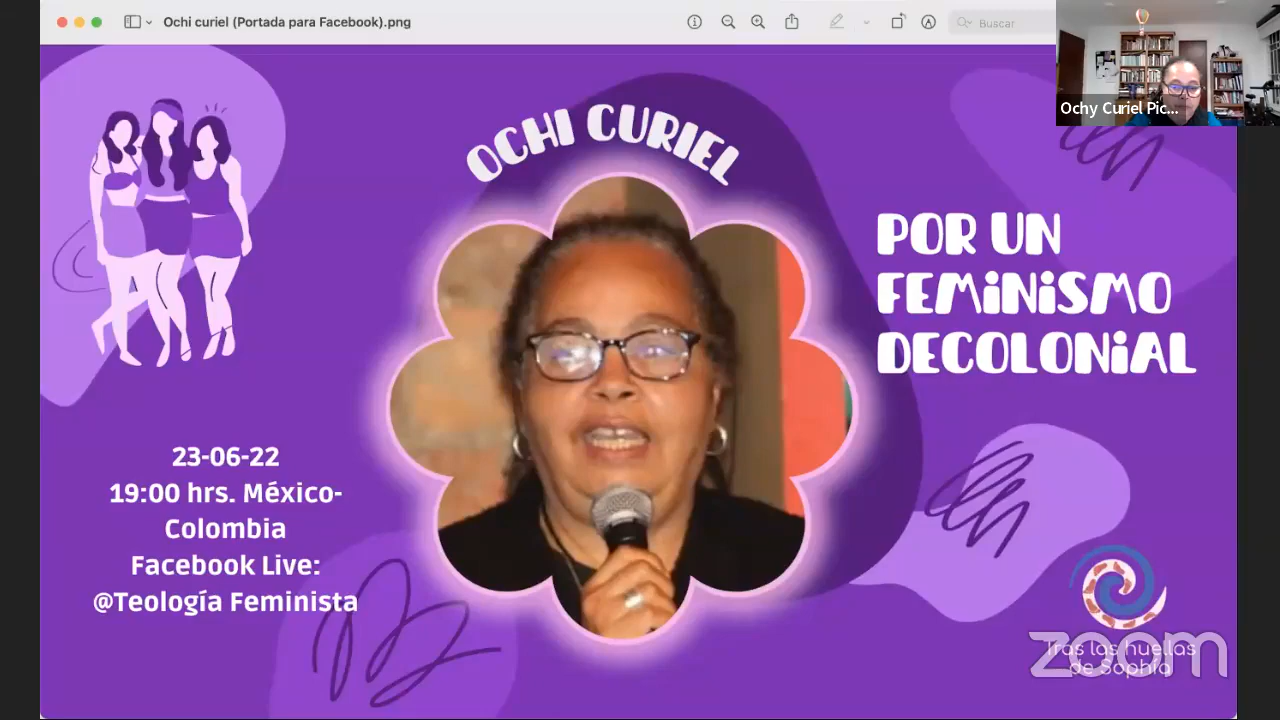 Ochi curiel (Portada para Facebook).png
Buscar
Ochy Curiel Pic...
OCHI CURIEL
POR UN
FEMINISMO
DECOLONIAL
23-06-22
19:00 hrs. México-
Colombia
Facebook Live:
@Teología Feminista
Tras las huellas
de Sophia
zoom